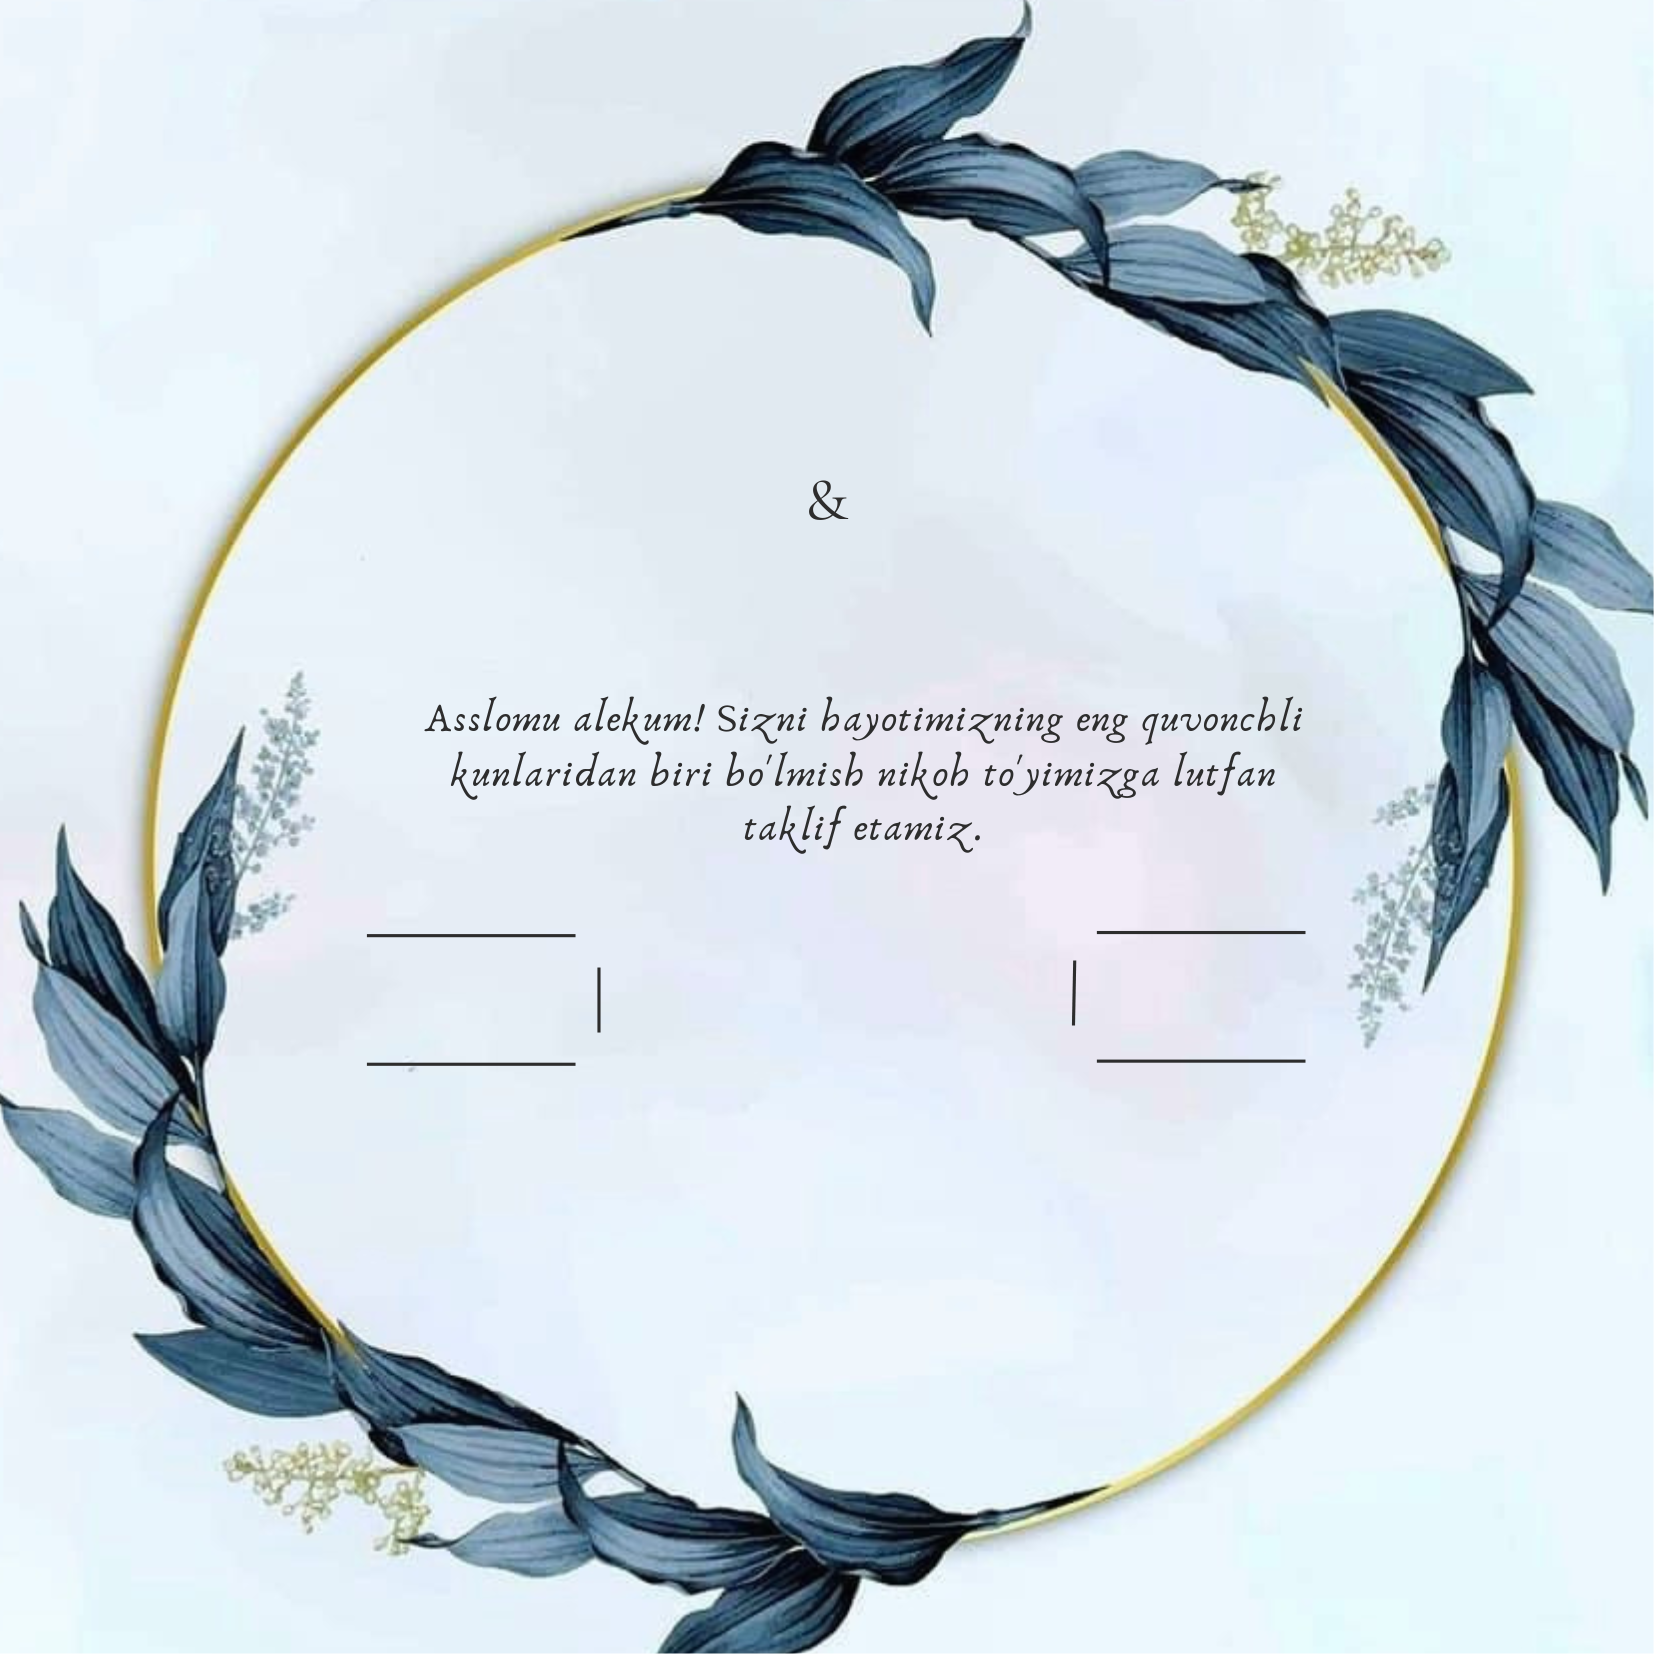 &
Asslomu alekum! Sizni hayotimizning eng quvonchli
kunlaridan biri bo'lmish nikoh to'yimizga lutfan
taklif etamiz.